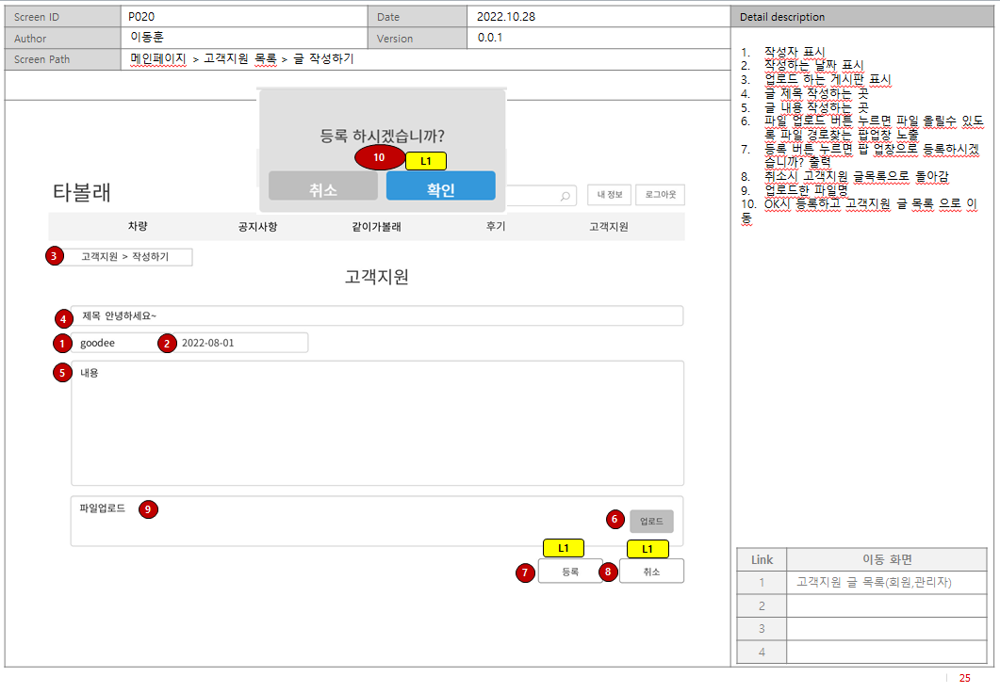 Screen ID P020 Date 2022.10.28 Detail description
Author 이동훈 Version 0.0.1
Screen Path 메인페이지 > 고객지원 목록 > 글 작성하기
등록 하시겠습니까?
10 L1
취소 확인
타볼래 내 정보 로그아웃
차량 공지사항 같이가볼래 후기 고객지원
3 고객지원 > 작성하기
고객지원
4 제목 안녕하세요~
1 goodee 2 2022-08-01
5 내용
파일업로드 9
6 업로드
L1 L1
7 등록 8 취소
1. 작성자 표시
2. 작성하는 날짜 표시
3. 업로드 하는 게시판 표시
4. 글 제목 작성하는 곳
5. 글 내용 작성하는 곳
6. 파일 업로드 버튼 누르면 파일 올릴수 있도
록 파일 경로찾는 팝업창 노출
7. 등록 버튼 누르면 팝 업창으로 등록하시겠
습니까? 출력
8. 취소시 고객지원 글목록으로 돌아감
9. 업로드한 파일명
10. OK시 등록하고 고객지원 글 목록 으로 이
동
Link 이동 화면
1 고객지원 글 목록(회원,관리자)
2
3
4
25